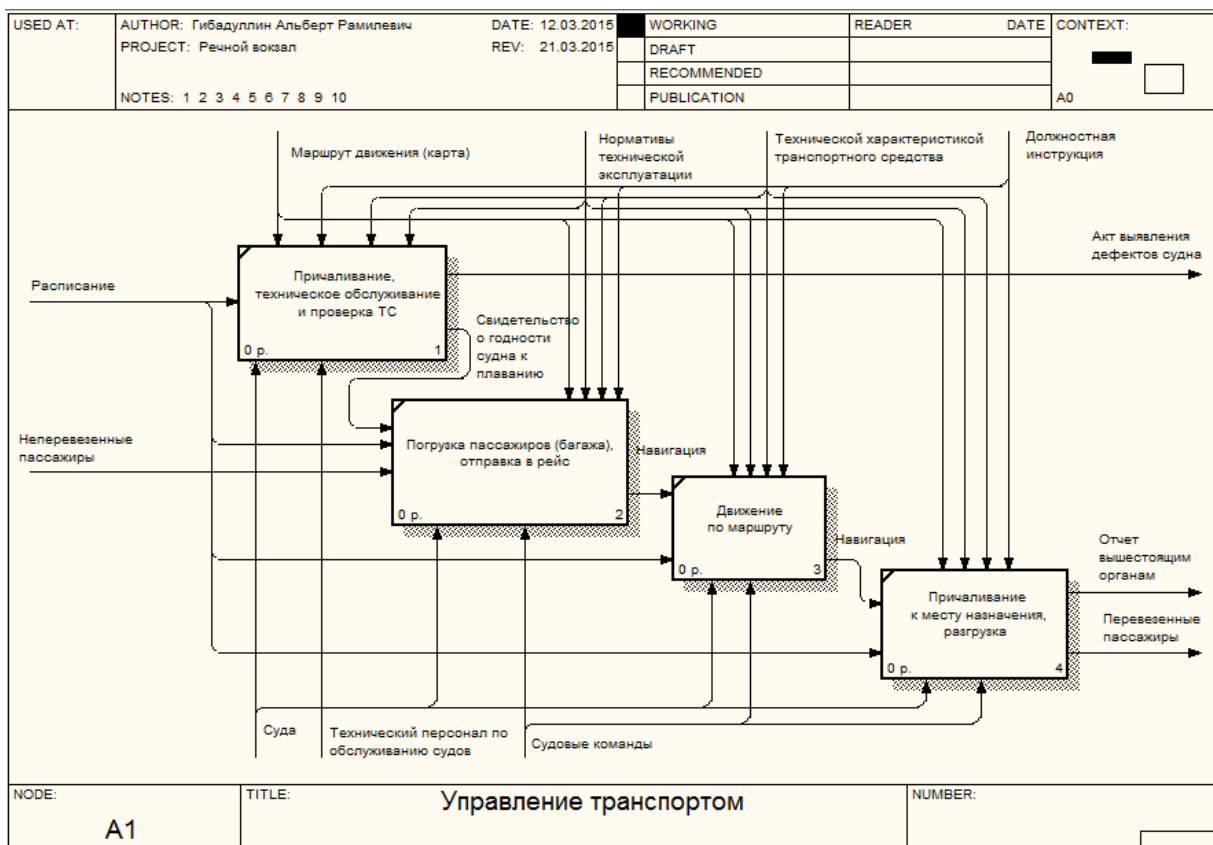 USED AT:
AUTHOR: Гибадуллин Альберт Рамилевич
DATE: 12.03.2015
PROJECT: Речной вокзал
REV: 21.03.2015
NOTES: 1 2 3 4 5 6 7 8 9 10
WORKING
DRAFT
RECOMMENDED
PUBLICATION
READER
DATE
CONTEXT:
A0
Маршрут движения (карта)
Нормативы
технической
эксплуатации
Технической характеристикой
транспортного средства
Должностная
инструкция
Акт выявления
дефектов судна
Расписание
Причаливание,
техническое обслуживание
и проверка ТС
0 р.
1
Свидетельство
о годности
судна к
плаванию
Неперевезенные
пассажиры
Погрузка пассажиров (багажа),
отправка в рейс
0 р.
2
Навигация
Движение
по маршруту
0 р.
3
Навигация
Причаливание
к месту назначения,
разгрузка
0 р.
4
Отчет
вышестоящим
органам
Перевезенные
пассажиры
Суда
Технический персонал по
обслуживанию судов
Судовые команды
NODE:
A1
TITLE:
Управление транспортом
NUMBER: